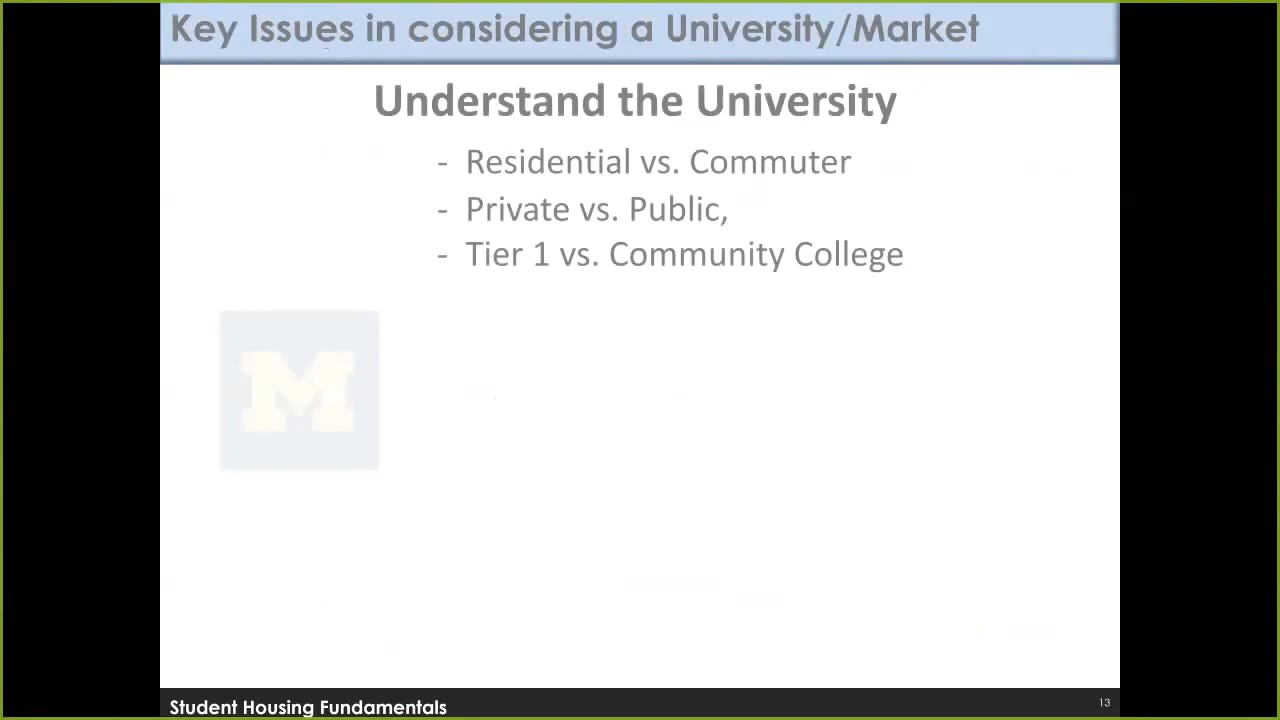 Key Issues in considering a University/Market
Understand the University
- Residential vs. Commuter
- Private vs. Public,
- Tier 1 vs. Community College
M
Student Housing Fundamentals
13